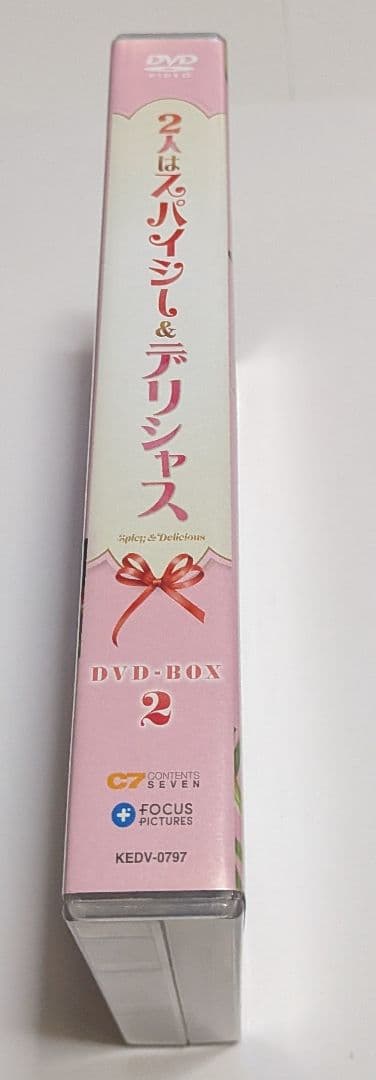 DVD
VIDEO
2人はスパイシー&デリシャス
Spicy & Delicious
DVD-BOX
2
C7 CONTENTS SEVEN
FOCUS PICTURES
KEDV-0797